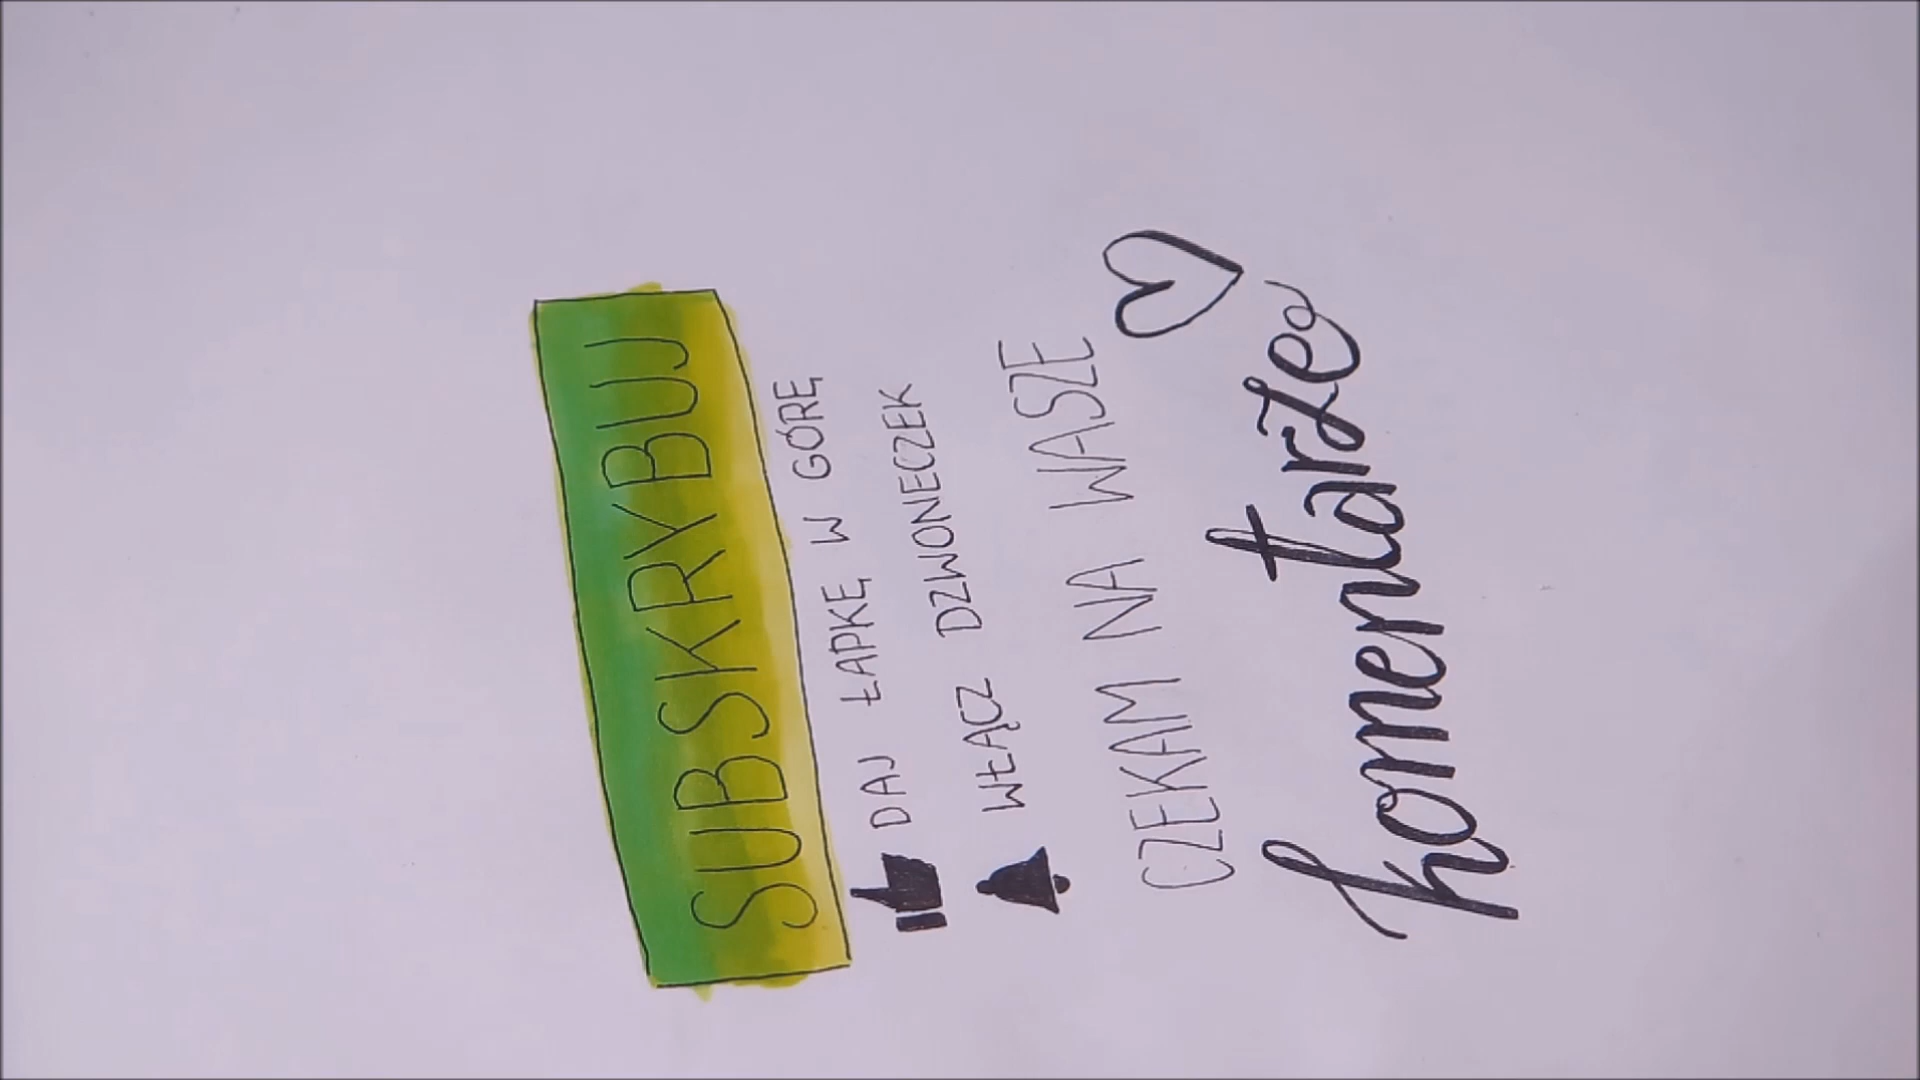 SUBSKRYBUJ
DAJ ŁAPKĘ W GÓRĘ
WŁĄCZ DZWONECZEK
CZEKAM NA WASZE
komentarze